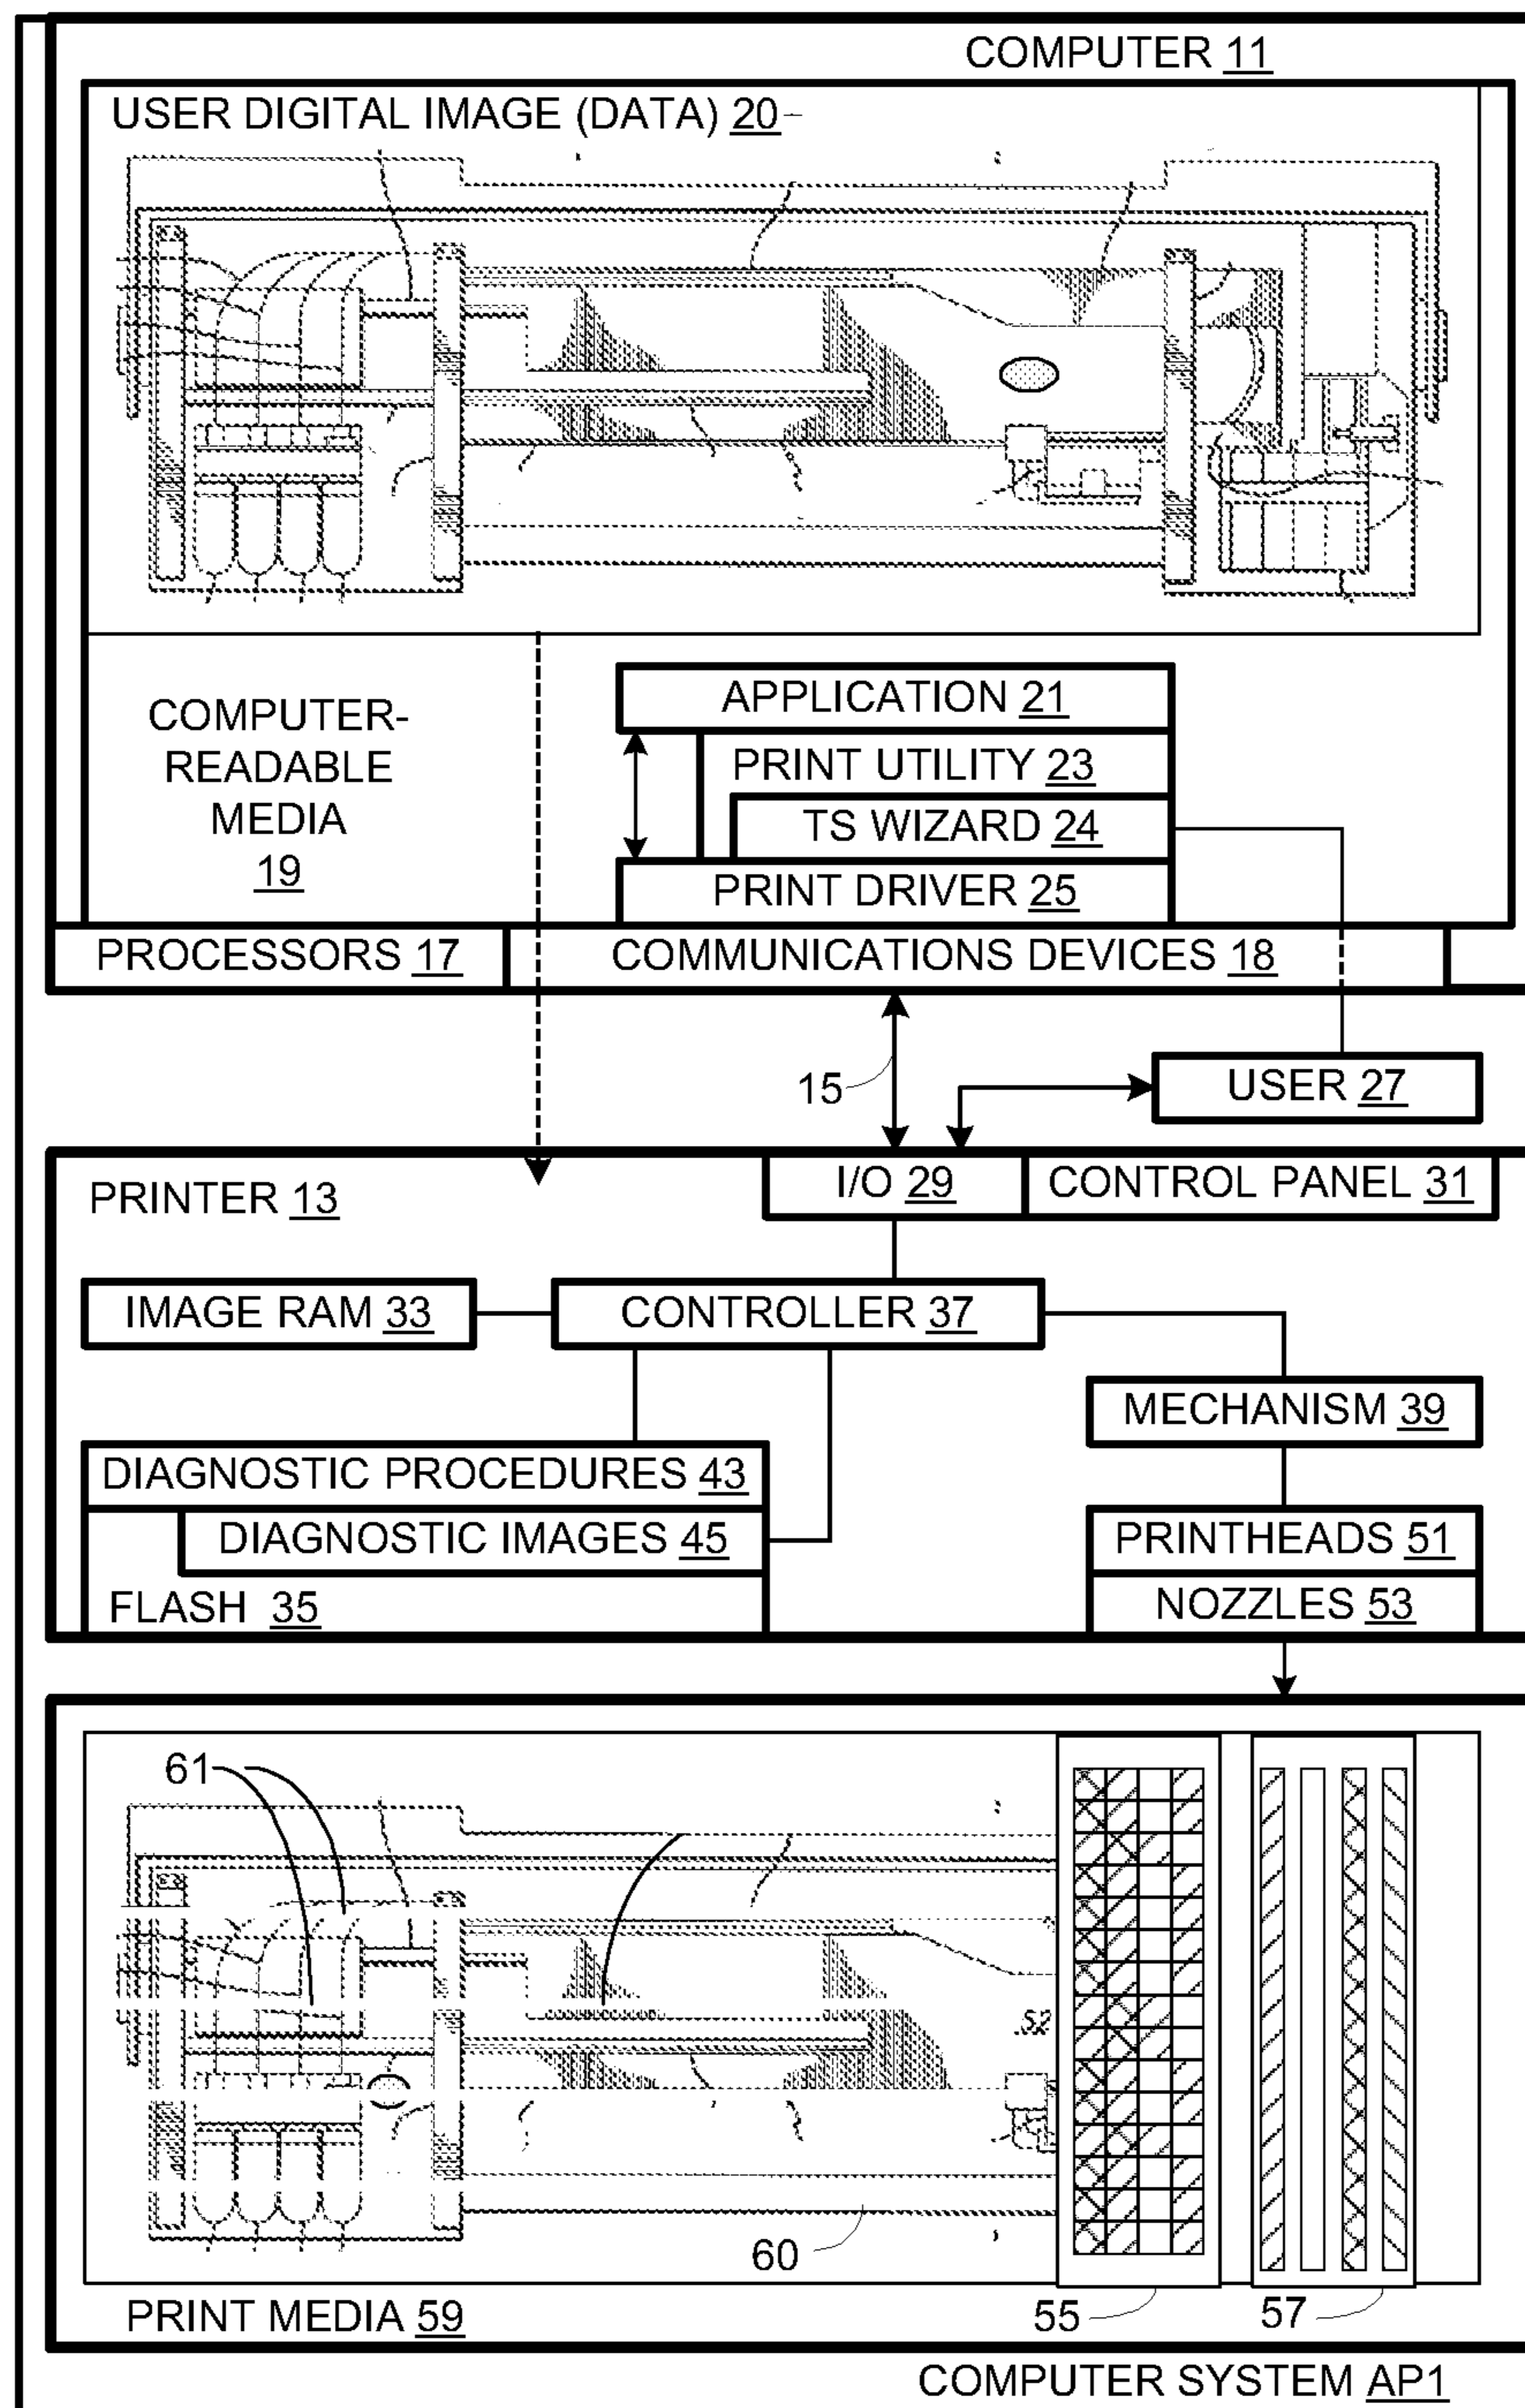 COMPUTER 11
USER DIGITAL IMAGE (DATA) 20
APPLICATION 21
COMPUTER-
READABLE
MEDIA
19
PRINT UTILITY 23
TS WIZARD 24
PRINT DRIVER 25
PROCESSORS 17
COMMUNICATIONS DEVICES 18
15
USER 27
PRINTER 13
I/O 29
CONTROL PANEL 31
IMAGE RAM 33
CONTROLLER 37
MECHANISM 39
DIAGNOSTIC PROCEDURES 43
DIAGNOSTIC IMAGES 45
FLASH 35
PRINTHEADS 51
NOZZLES 53
61
52
60
55
57
PRINT MEDIA 59
COMPUTER SYSTEM AP1